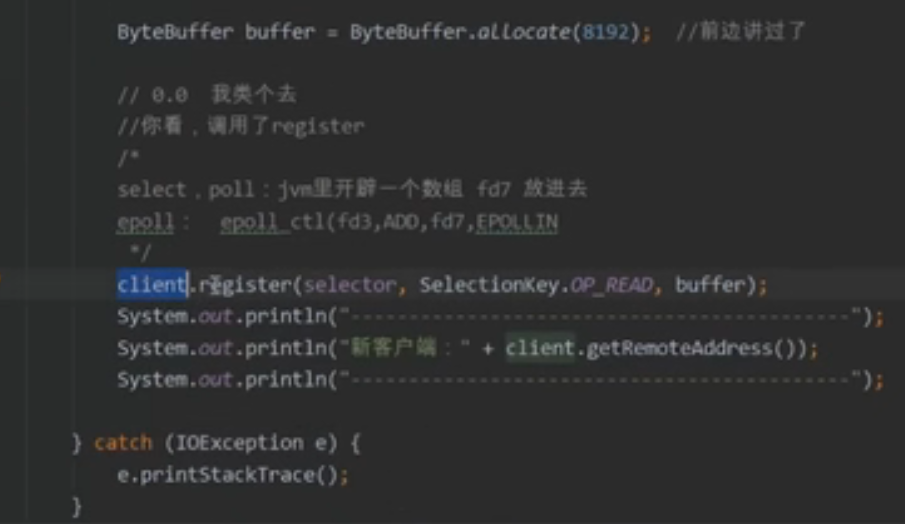 ByteBuffer buffer = ByteBuffer.allocate(8192);  //前边讲过了
// 0.0  我类个去
//你看，调用了register
/*
select，poll：jvm里开辟一个数组 fd7 放进去
epoll：  epoll_ctl(fd3,ADD,fd7,EPOLLIN
*/
client.register(selector, SelectionKey.OP_READ, buffer);
System.out.println("-------------------------------------------");
System.out.println("新客户端：" + client.getRemoteAddress());
System.out.println("-------------------------------------------");
} catch (IOException e) {
e.printStackTrace();
}